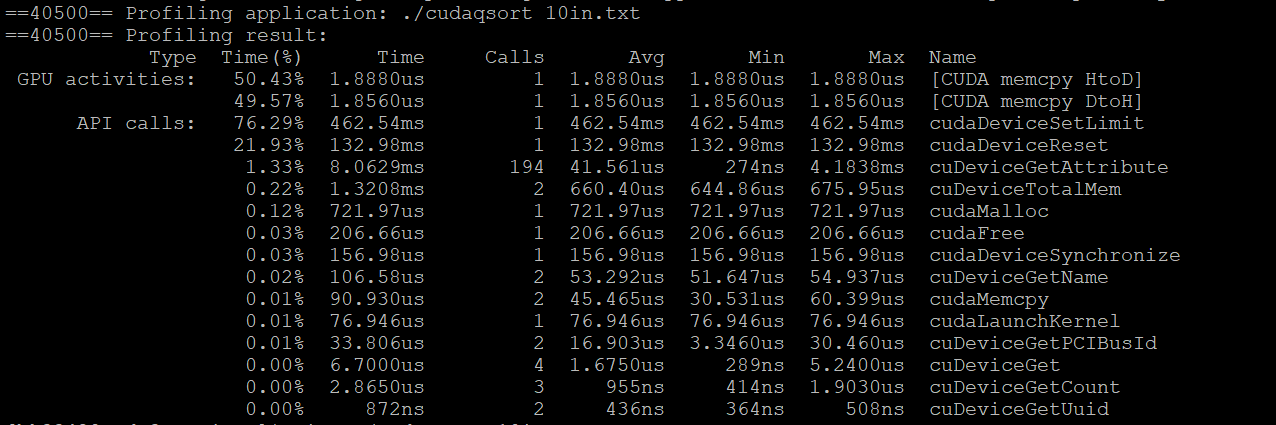 ==40500== Profiling application: ./cudaqsort 10in.txt
==40500== Profiling result:
Type Time(%) Time Calls Avg Min Max Name
GPU activities: 50.43% 1.8880us 1 1.8880us 1.8880us 1.8880us [CUDA memcpy HtoD]
49.57% 1.8560us 1 1.8560us 1.8560us 1.8560us [CUDA memcpy DtoH]
API calls: 76.29% 462.54ms 1 462.54ms 462.54ms 462.54ms cudaDeviceSetLimit
21.93% 132.98ms 1 132.98ms 132.98ms 132.98ms cudaDeviceReset
1.33% 8.0629ms 194 41.561us 274ns 4.1838ms cuDeviceGetAttribute
0.22% 1.3208ms 2 660.40us 644.86us 675.95us cuDeviceTotalMem
0.12% 721.97us 1 721.97us 721.97us 721.97us cudaMalloc
0.03% 206.66us 1 206.66us 206.66us 206.66us cudaFree
0.03% 156.98us 1 156.98us 156.98us 156.98us cudaDeviceSynchronize
0.02% 106.58us 2 53.292us 51.647us 54.937us cuDeviceGetName
0.01% 90.930us 2 45.465us 30.531us 60.399us cudaMemcpy
0.01% 76.946us 1 76.946us 76.946us 76.946us cudaLaunchKernel
0.01% 33.806us 2 16.903us 3.3460us 30.460us cuDeviceGetPCIBusId
0.00% 6.7000us 4 1.6750us 289ns 5.2400us cuDeviceGet
0.00% 2.8650us 3 955ns 414ns 1.9030us cuDeviceGetCount
0.00% 872ns 2 436ns 364ns 508ns cuDeviceGetUuid